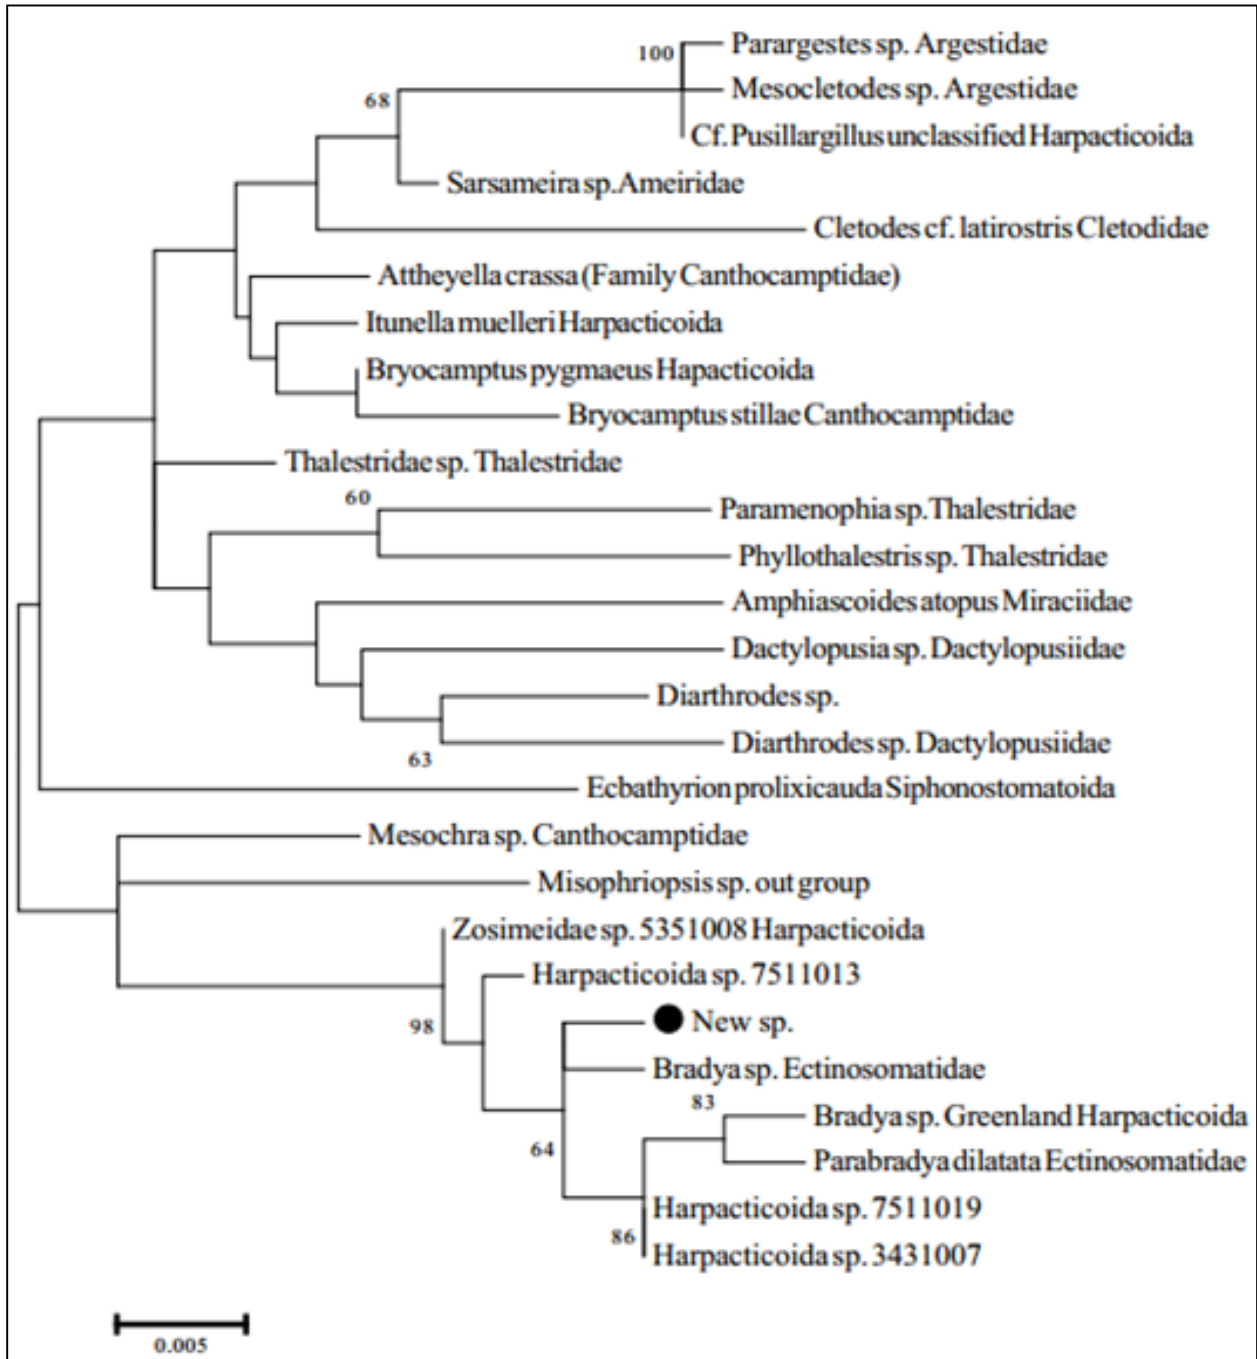 100
Parargestes sp. Argestidae
68
Mesocletodes sp. Argestidae
Cf. Pusillargillus unclassified Harpacticoida
Sarsameira sp. Ameiridae
Cletodes cf. latirostris Cletodidae
Attheyella crassa (Family Canthocamptidae)
Itunella muelleri Harpacticoida
Bryocamptus pygmaeus Hapacticoida
Bryocamptus stillae Canthocamptidae
Thalestridae sp. Thalestridae
60
Paramenophia sp. Thalestridae
Phyllothalestris sp. Thalestridae
Amphiascoides atopus Miraciidae
Dactylopusia sp. Dactylopusiidae
Diarthrodes sp.
Diarthrodes sp. Dactylopusiidae
63
Ecbathyrion prolixicauda Siphonostomatoida
Mesochra sp. Canthocamptidae
Misophriopsis sp. out group
Zosimeidae sp. 5351008 Harpacticoida
Harpacticoida sp. 7511013
98
New sp.
Bradya sp. Ectinosomatidae
83
Bradya sp. Greenland Harpacticoida
64
Parabradya dilatata Ectinosomatidae
Harpacticoida sp. 7511019
86
Harpacticoida sp. 3431007
0.005